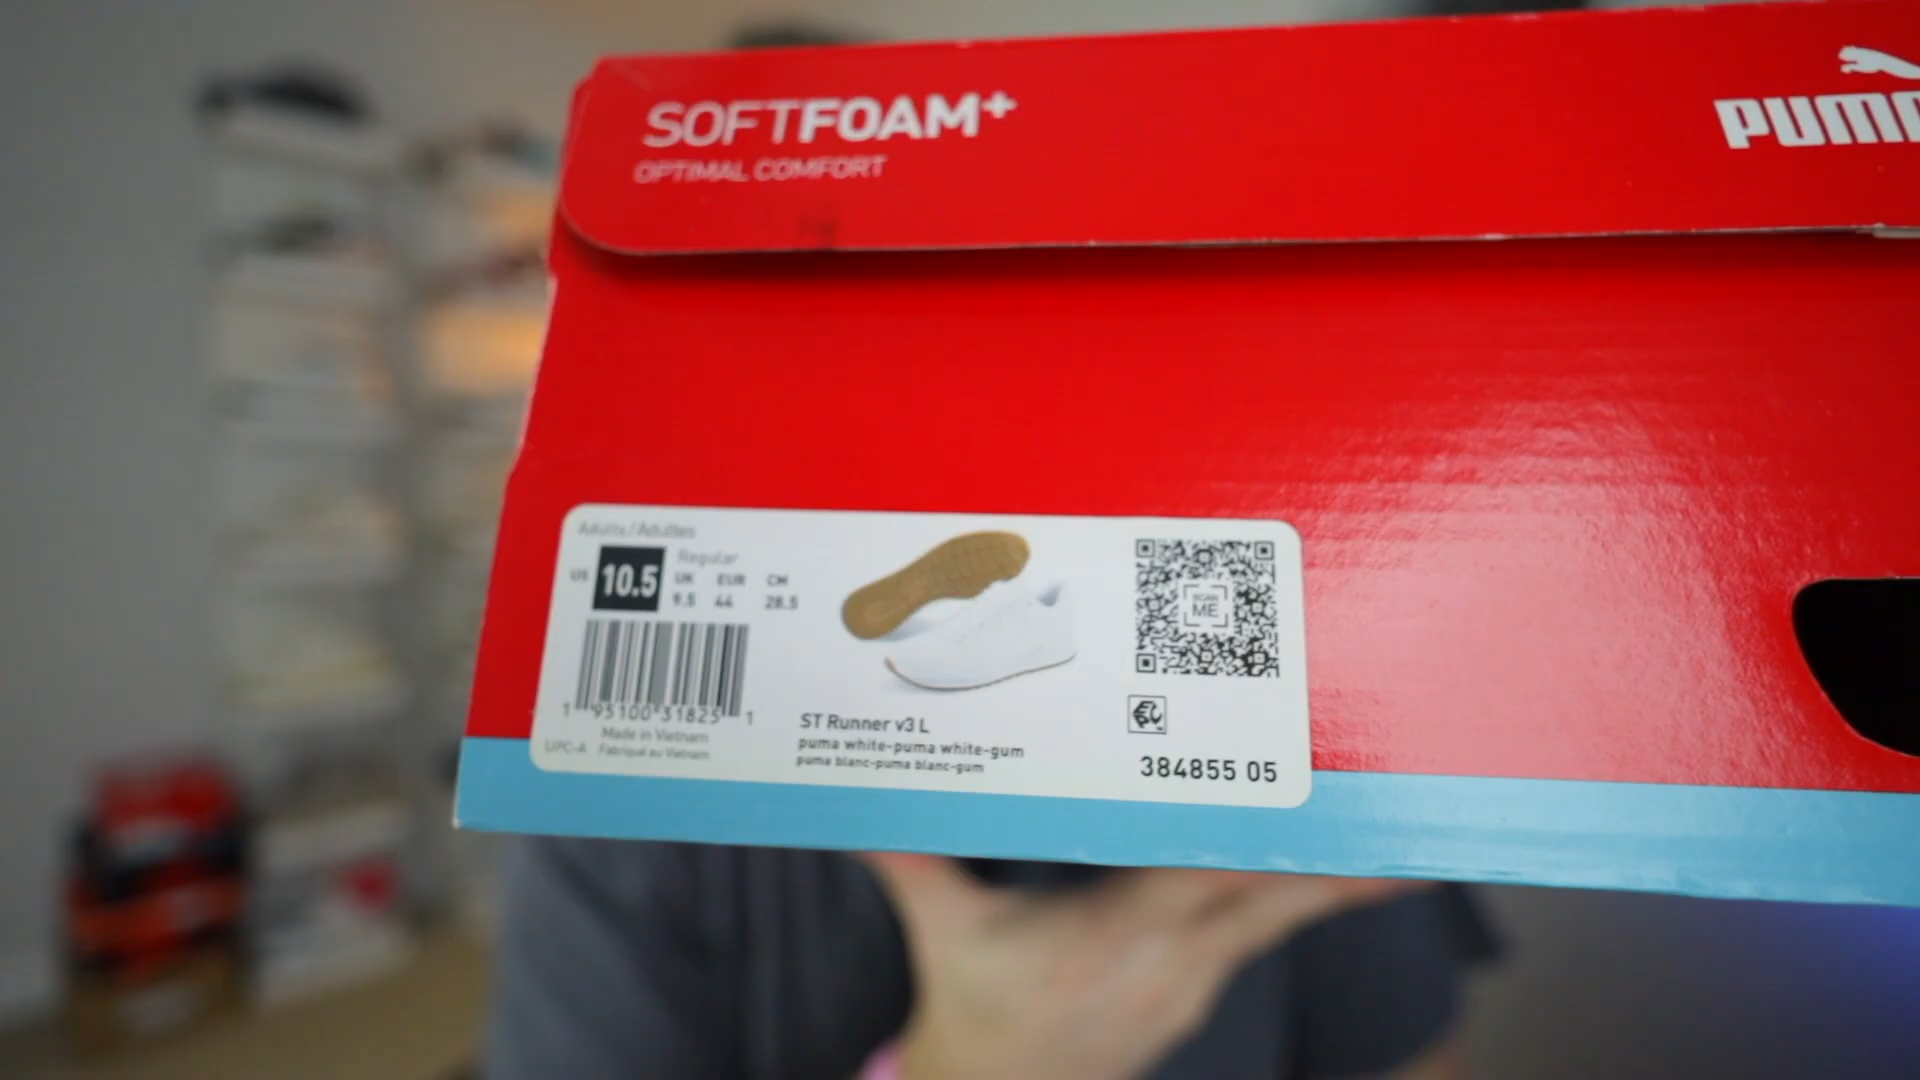 SOFTFOAM+
OPTIMAL COMFORT
PUMA
Adults/Adultes
US 10.5
Regular
UK EUR CM
9.5 44 28.5
1 95100 31825 1
Made in Vietnam
UPC-A Fabriqué au Vietnam
ST Runner v3 L
puma white-puma white-gum
puma blanc-puma blanc-gum
SCAN
ME
384855 05